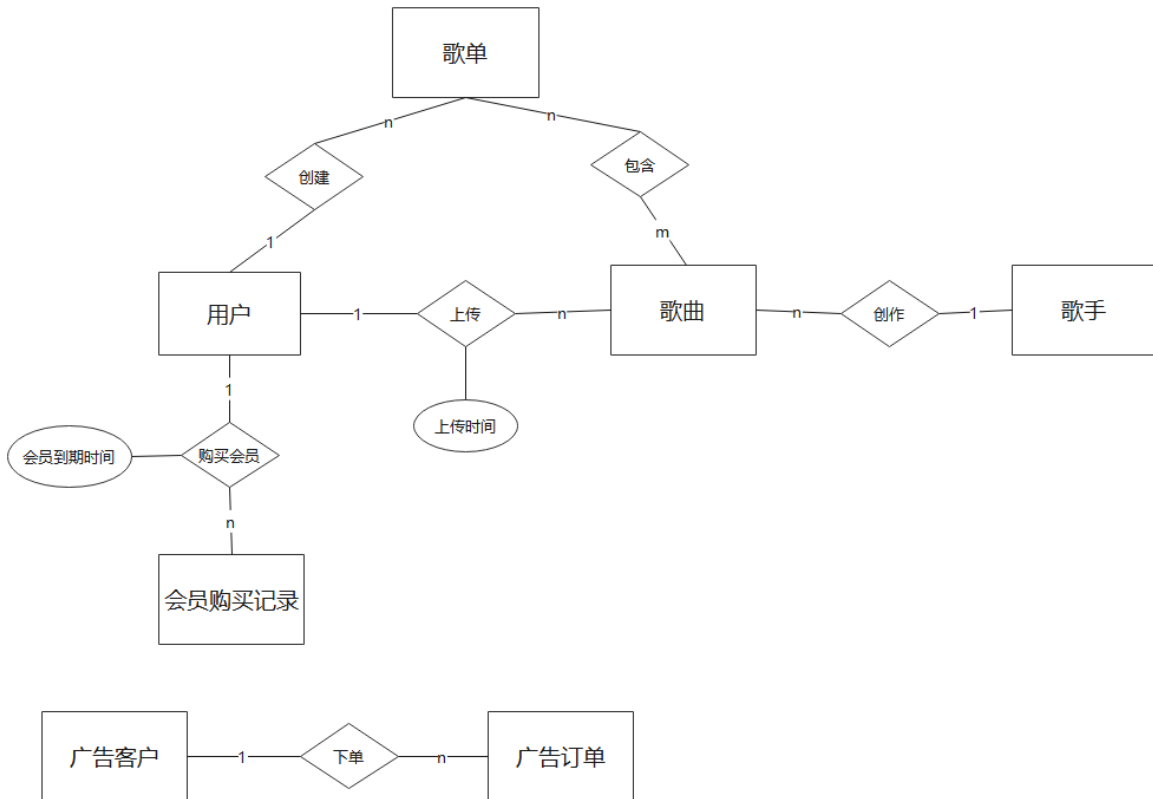 歌单
n
n
创建
包含
1
m
用户
1
上传
n
歌曲
n
创作
1
歌手
1
上传时间
会员到期时间
购买会员
n
会员购买记录
广告客户
1
下单
n
广告订单